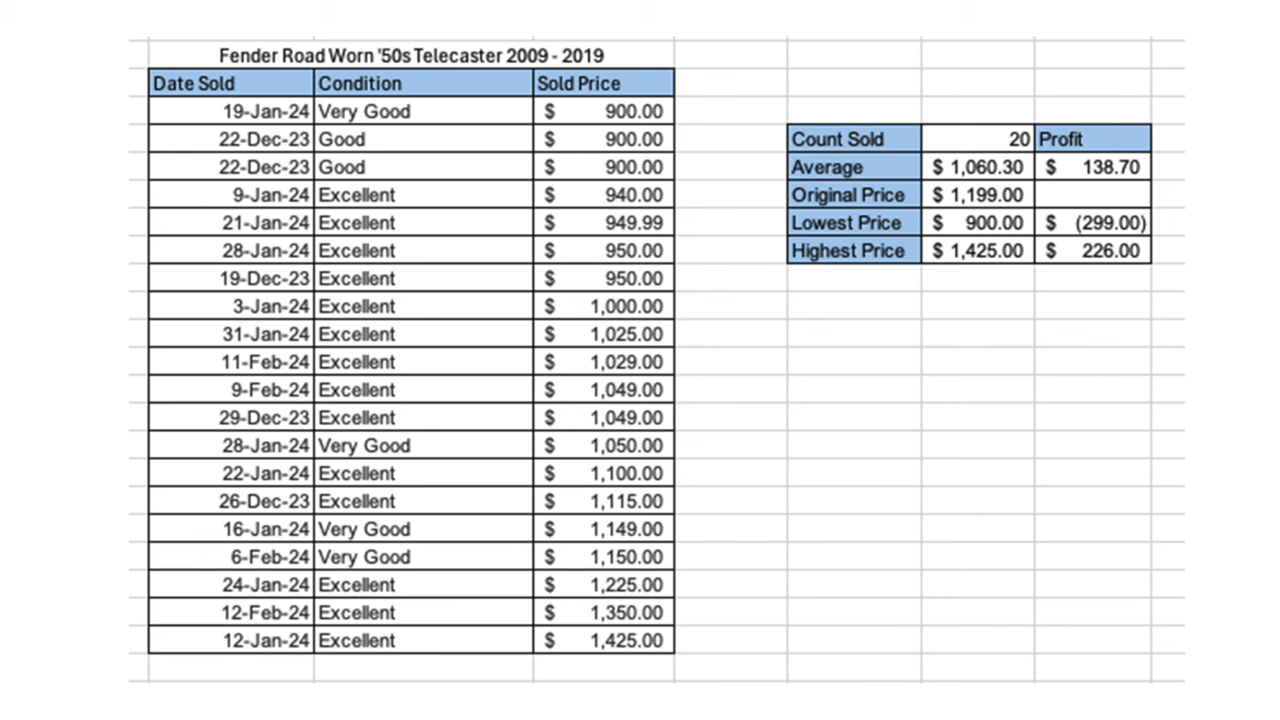 Fender Road Worn '50s Telecaster 2009 - 2019
Date Sold Condition Sold Price
19-Jan-24 Very Good $ 900.00
22-Dec-23 Good $ 900.00
22-Dec-23 Good $ 900.00
9-Jan-24 Excellent $ 940.00
21-Jan-24 Excellent $ 949.99
28-Jan-24 Excellent $ 950.00
19-Dec-23 Excellent $ 950.00
3-Jan-24 Excellent $ 1,000.00
31-Jan-24 Excellent $ 1,025.00
11-Feb-24 Excellent $ 1,029.00
9-Feb-24 Excellent $ 1,049.00
29-Dec-23 Excellent $ 1,049.00
28-Jan-24 Very Good $ 1,050.00
22-Jan-24 Excellent $ 1,100.00
26-Dec-23 Excellent $ 1,115.00
16-Jan-24 Very Good $ 1,149.00
6-Feb-24 Very Good $ 1,150.00
24-Jan-24 Excellent $ 1,225.00
12-Feb-24 Excellent $ 1,350.00
12-Jan-24 Excellent $ 1,425.00
Count Sold 20 Profit
Average $ 1,060.30 $ 138.70
Original Price $ 1,199.00
Lowest Price $ 900.00 $ (299.00)
Highest Price $ 1,425.00 $ 226.00